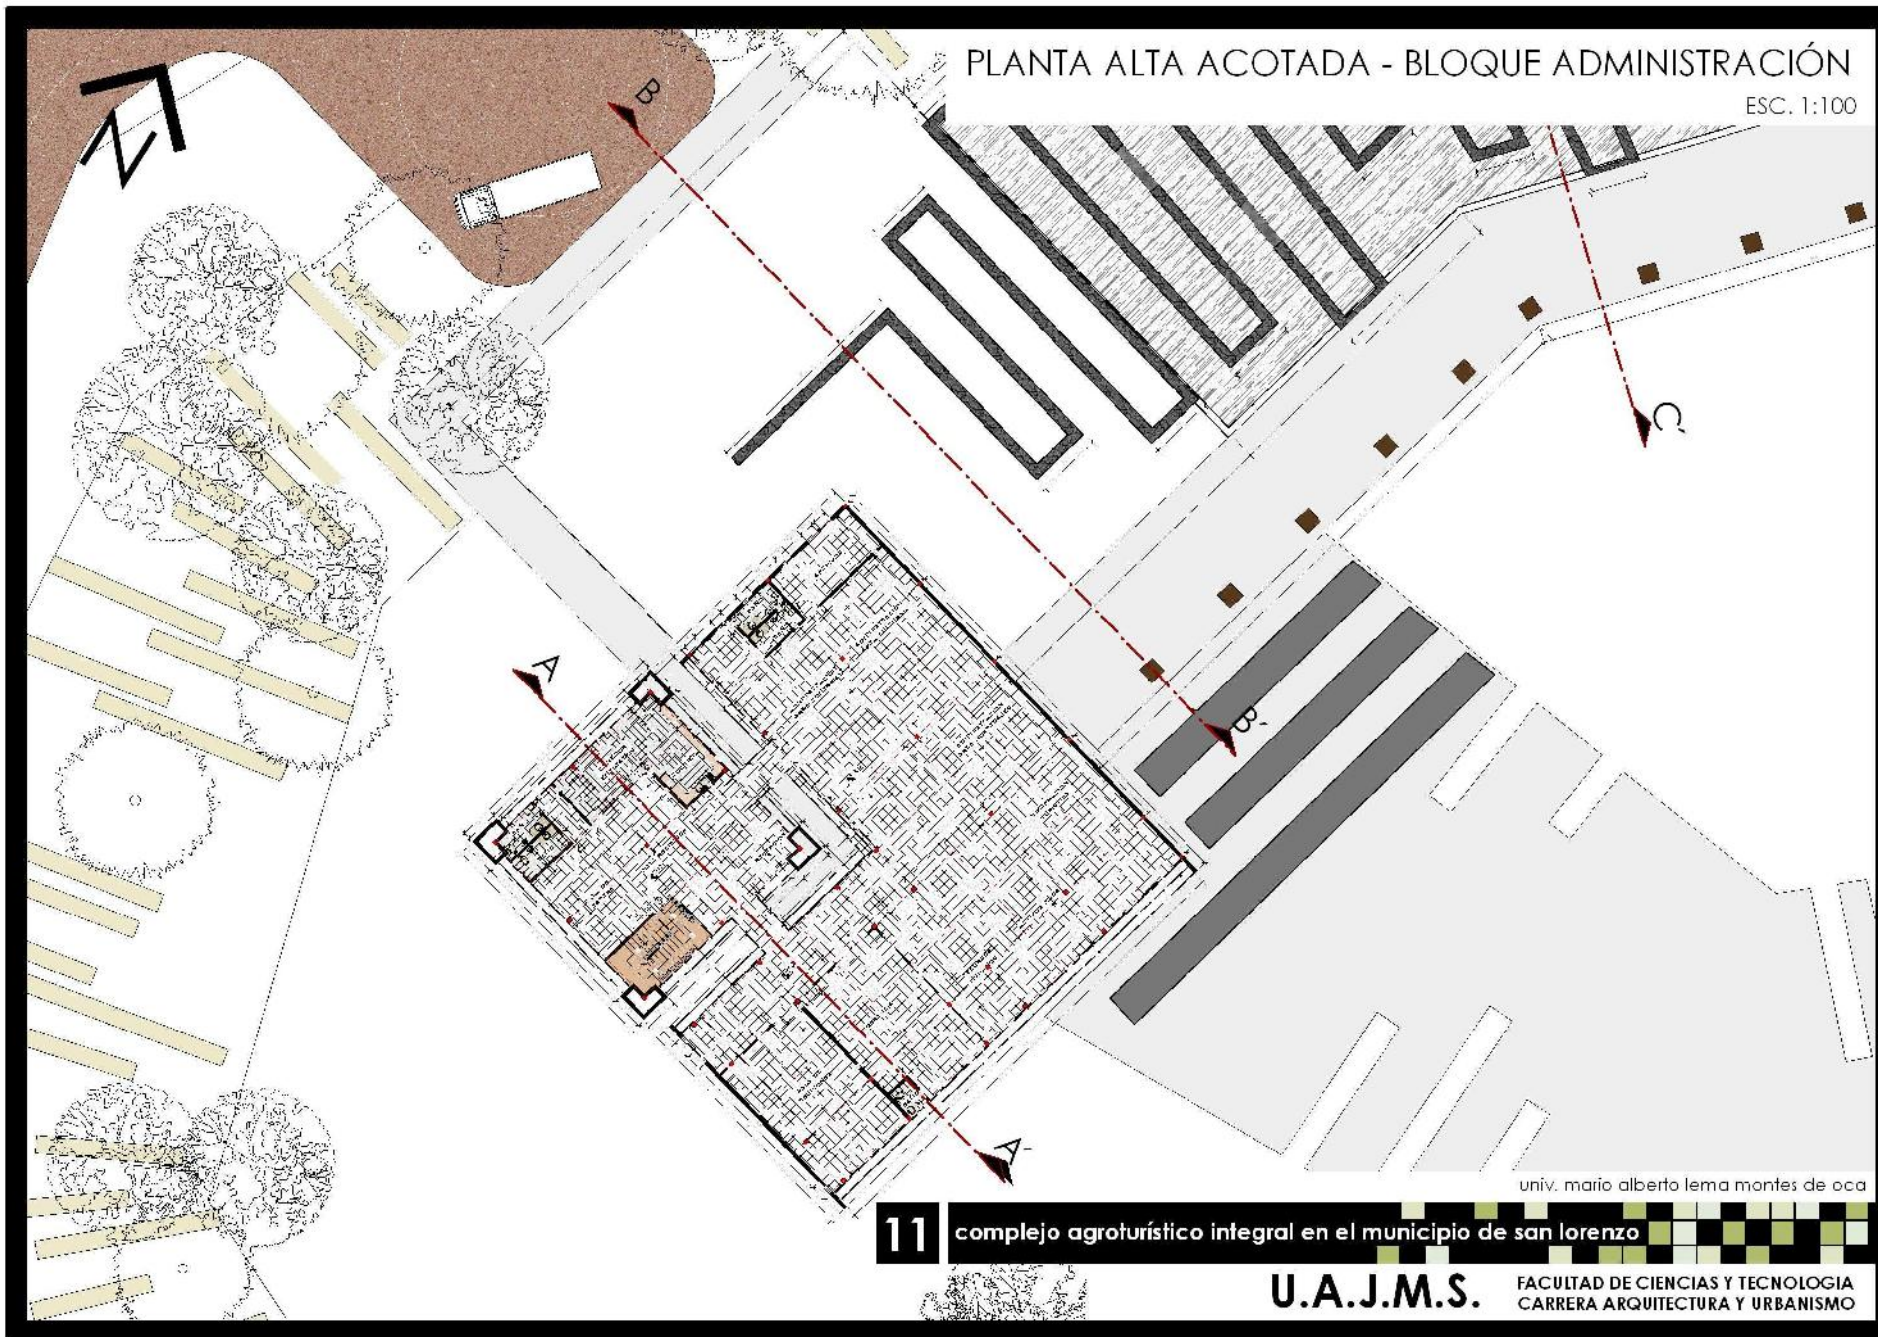 PLANTA ALTA ACOTADA - BLOQUE ADMINISTRACIÓN
ESC. 1:100
N
B
C'
A
B'
A'
univ. mario alberto lema montes de oca
11 complejo agroturístico integral en el municipio de san lorenzo
U.A.J.M.S.
FACULTAD DE CIENCIAS Y TECNOLOGIA
CARRERA ARQUITECTURA Y URBANISMO